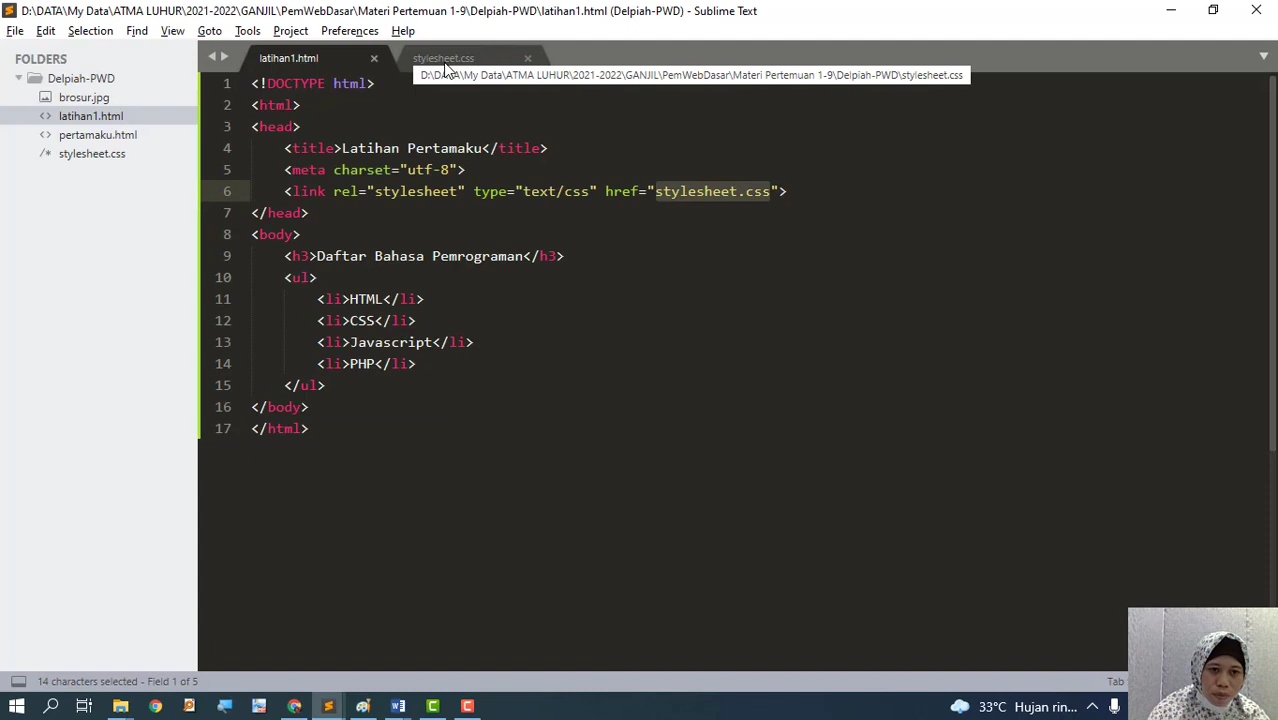 D:\DATA\My Data\ATMA LUHUR\2021-2022\GANJIL\PemWebDasar\Materi Pertemuan 1-9\Delpiah-PWD\latihan1.html (Delpiah-PWD) - Sublime Text
File Edit Selection Find View Goto Tools Project Preferences Help
FOLDERS
Delpiah-PWD
brosur.jpg
latihan1.html
pertamaku.html
stylesheet.css
latihan1.html
stylesheet.css
D:\DATA\My Data\ATMA LUHUR\2021-2022\GANJIL\PemWebDasar\Materi Pertemuan 1-9\Delpiah-PWD\stylesheet.css
1 <!DOCTYPE html>
2 <html>
3 <head>
4 <title>Latihan Pertamaku</title>
5 <meta charset="utf-8">
6 <link rel="stylesheet" type="text/css" href="stylesheet.css">
7 </head>
8 <body>
9 <h3>Daftar Bahasa Pemrograman</h3>
10 <ul>
11 <li>HTML</li>
12 <li>CSS</li>
13 <li>Javascript</li>
14 <li>PHP</li>
15 </ul>
16 </body>
17 </html>
14 characters selected - Field 1 of 5
Tab
33°C Hujan rin...